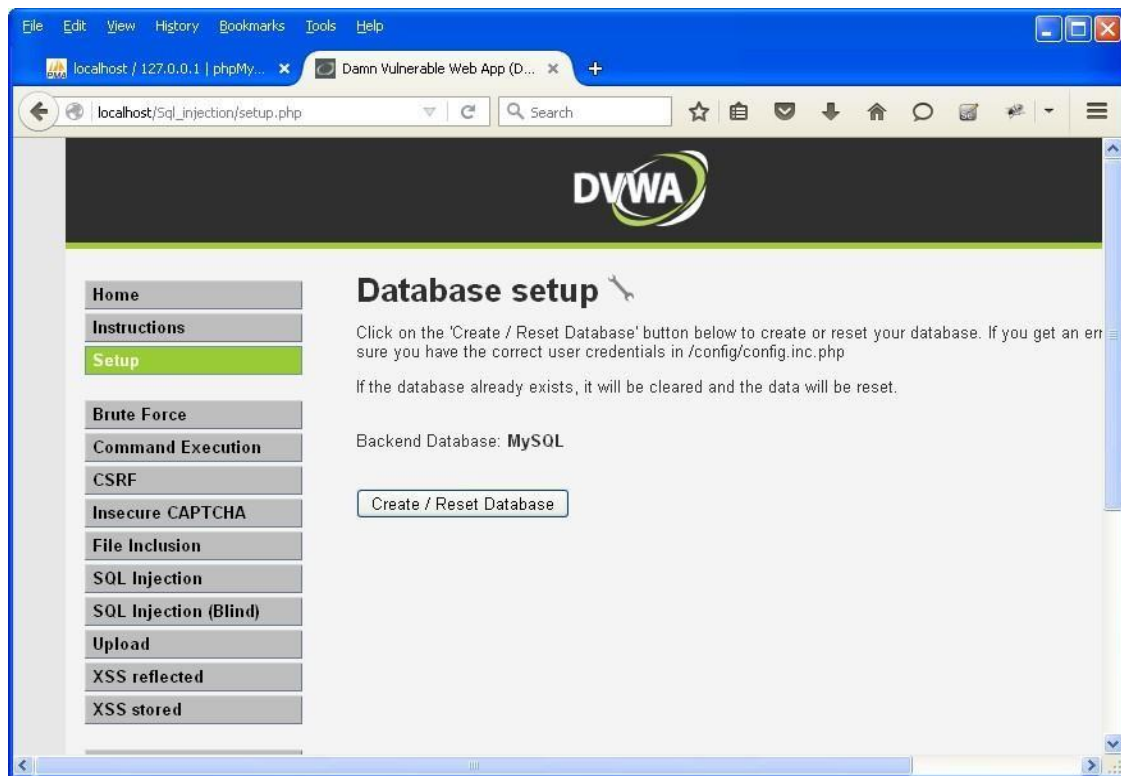 File Edit View History Bookmarks Tools Help
localhost / 127.0.0.1 | phpMy...
Damn Vulnerable Web App (D...
localhost/Sql_injection/setup.php
Search
DVWA
Home
Instructions
Setup
Brute Force
Command Execution
CSRF
Insecure CAPTCHA
File Inclusion
SQL Injection
SQL Injection (Blind)
Upload
XSS reflected
XSS stored
Database setup
Click on the 'Create / Reset Database' button below to create or reset your database. If you get an err
sure you have the correct user credentials in /config/config.inc.php
If the database already exists, it will be cleared and the data will be reset.
Backend Database: MySQL
Create / Reset Database